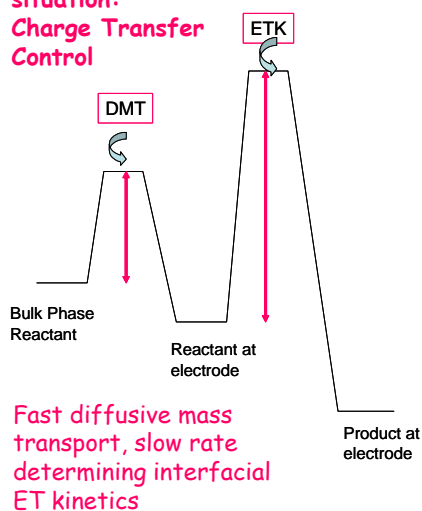 situation:
Charge Transfer
Control
ETK
DMT
Bulk Phase
Reactant
Reactant at
electrode
Product at
electrode
Fast diffusive mass
transport, slow rate
determining interfacial
ET kinetics